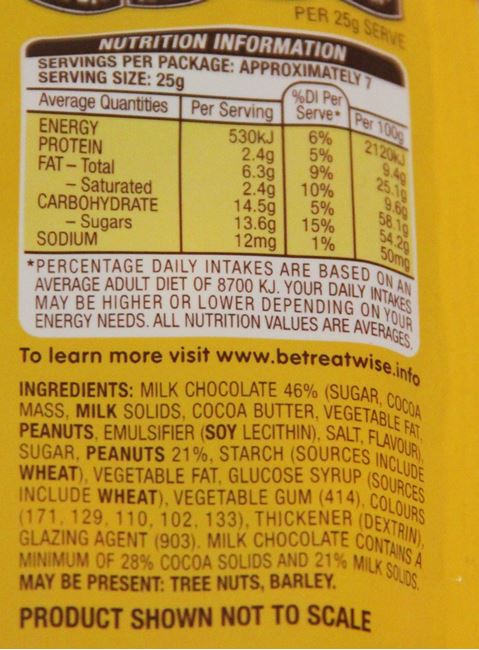 PER 25g SERVE
NUTRITION INFORMATION
SERVINGS PER PACKAGE: APPROXIMATELY 7
SERVING SIZE: 25g
Average Quantities Per Serving %DI Per Serve* Per 100g
ENERGY 530kJ 6% 2120kJ
PROTEIN 2.4g 5% 9.4g
FAT – Total 6.3g 9% 25.1g
– Saturated 2.4g 10% 9.6g
CARBOHYDRATE 14.5g 5% 58.1g
– Sugars 13.6g 15% 54.2g
SODIUM 12mg 1% 50mg
*PERCENTAGE DAILY INTAKES ARE BASED ON AN
AVERAGE ADULT DIET OF 8700 KJ. YOUR DAILY INTAKES
MAY BE HIGHER OR LOWER DEPENDING ON YOUR
ENERGY NEEDS. ALL NUTRITION VALUES ARE AVERAGES.
To learn more visit www.betreatwise.info
INGREDIENTS: MILK CHOCOLATE 46% (SUGAR, COCOA
MASS, MILK SOLIDS, COCOA BUTTER, VEGETABLE FAT,
PEANUTS, EMULSIFIER (SOY LECITHIN), SALT, FLAVOUR),
SUGAR, PEANUTS 21%, STARCH (SOURCES INCLUDE
WHEAT), VEGETABLE FAT, GLUCOSE SYRUP (SOURCES
INCLUDE WHEAT), VEGETABLE GUM (414), COLOURS
(171, 129, 110, 102, 133), THICKENER (DEXTRIN),
GLAZING AGENT (903). MILK CHOCOLATE CONTAINS A
MINIMUM OF 28% COCOA SOLIDS AND 21% MILK SOLIDS.
MAY BE PRESENT: TREE NUTS, BARLEY.
PRODUCT SHOWN NOT TO SCALE